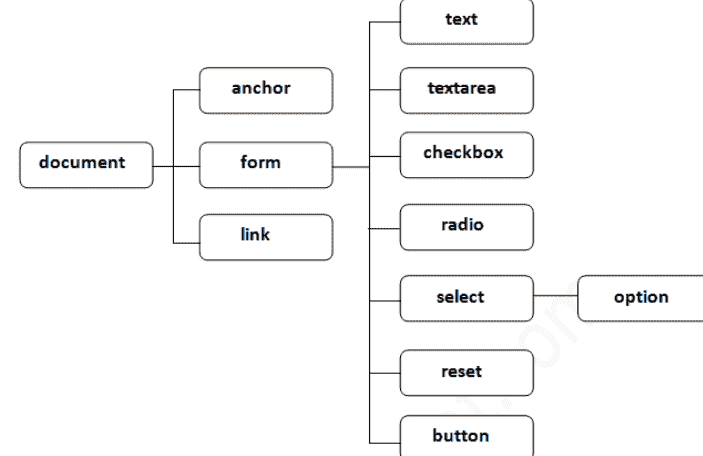 text
anchor
textarea
document
form
checkbox
link
radio
select
option
reset
button